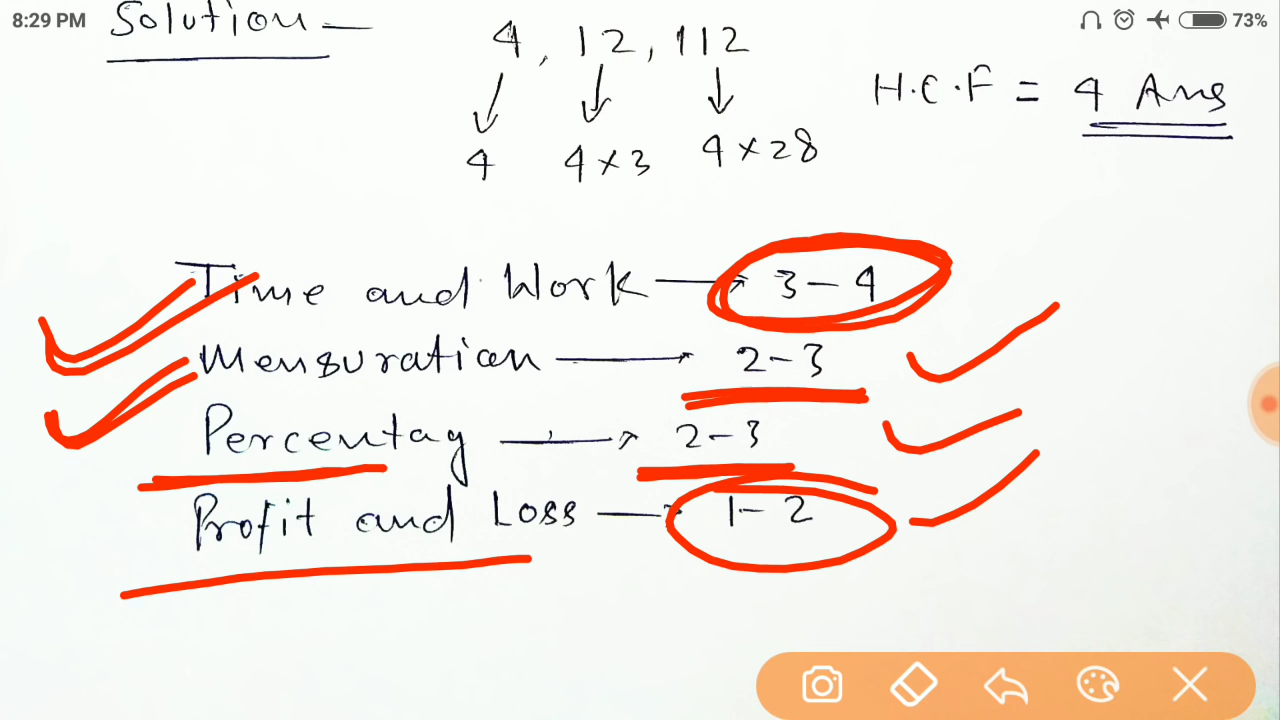 8:29 PM 73%
Solution —
4, 12, 112
4 4×3 4×28
H.C.F = 4 Ans
Time and Work → 3-4
Mensuration → 2-3
Percentag → 2-3
Profit and Loss → 1-2